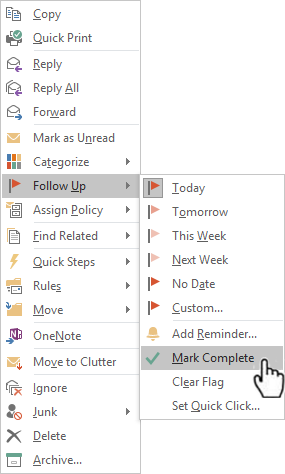 Copy
Quick Print
Reply
Reply All
Forward
Mark as Unread
Categorize
Follow Up
Assign Policy
Find Related
Quick Steps
Rules
Move
OneNote
Move to Clutter
Ignore
Junk
Delete
Archive...
Today
Tomorrow
This Week
Next Week
No Date
Custom...
Add Reminder...
Mark Complete
Clear Flag
Set Quick Click...